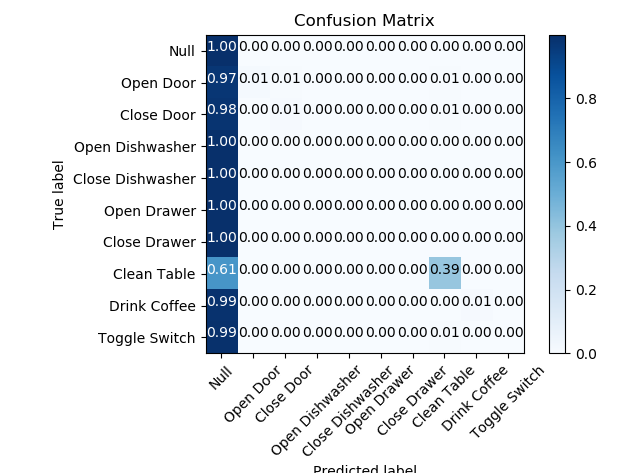 Confusion Matrix
True label
Null 1.00 0.00 0.00 0.00 0.00 0.00 0.00 0.00 0.00 0.00
Open Door 0.97 0.01 0.01 0.00 0.00 0.00 0.00 0.01 0.00 0.00
Close Door 0.98 0.00 0.01 0.00 0.00 0.00 0.00 0.01 0.00 0.00
Open Dishwasher 1.00 0.00 0.00 0.00 0.00 0.00 0.00 0.00 0.00 0.00
Close Dishwasher 1.00 0.00 0.00 0.00 0.00 0.00 0.00 0.00 0.00 0.00
Open Drawer 1.00 0.00 0.00 0.00 0.00 0.00 0.00 0.00 0.00 0.00
Close Drawer 1.00 0.00 0.00 0.00 0.00 0.00 0.00 0.00 0.00 0.00
Clean Table 0.61 0.00 0.00 0.00 0.00 0.00 0.00 0.39 0.00 0.00
Drink Coffee 0.99 0.00 0.00 0.00 0.00 0.00 0.00 0.00 0.01 0.00
Toggle Switch 0.99 0.00 0.00 0.00 0.00 0.00 0.00 0.01 0.00 0.00
Null
Open Door
Close Door
Open Dishwasher
Close Dishwasher
Open Drawer
Close Drawer
Clean Table
Drink Coffee
Toggle Switch
Predicted label
0.8
0.6
0.4
0.2
0.0